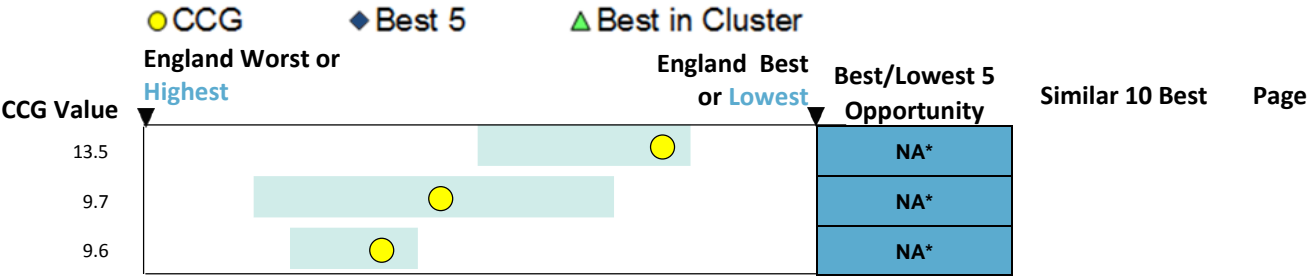 CCG Best 5 Best in Cluster
England Worst or
Highest
England Best
or Lowest
Best/Lowest 5
Opportunity
CCG Value
Similar 10 Best
Page
13.5 NA*
9.7 NA*
9.6 NA*